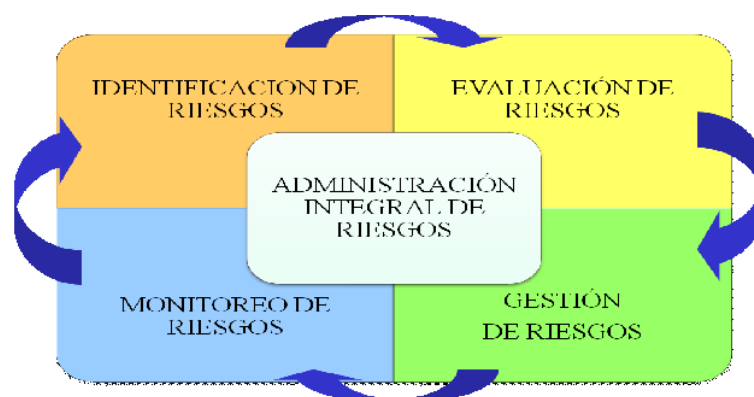 IDENTIFICACION DE
RIESGOS
EVALUACIÓN DE
RIESGOS
ADMINISTRACIÓN
INTEGRAL DE
RIESGOS
MONITOREO DE
RIESGOS
GESTIÓN
DE RIESGOS